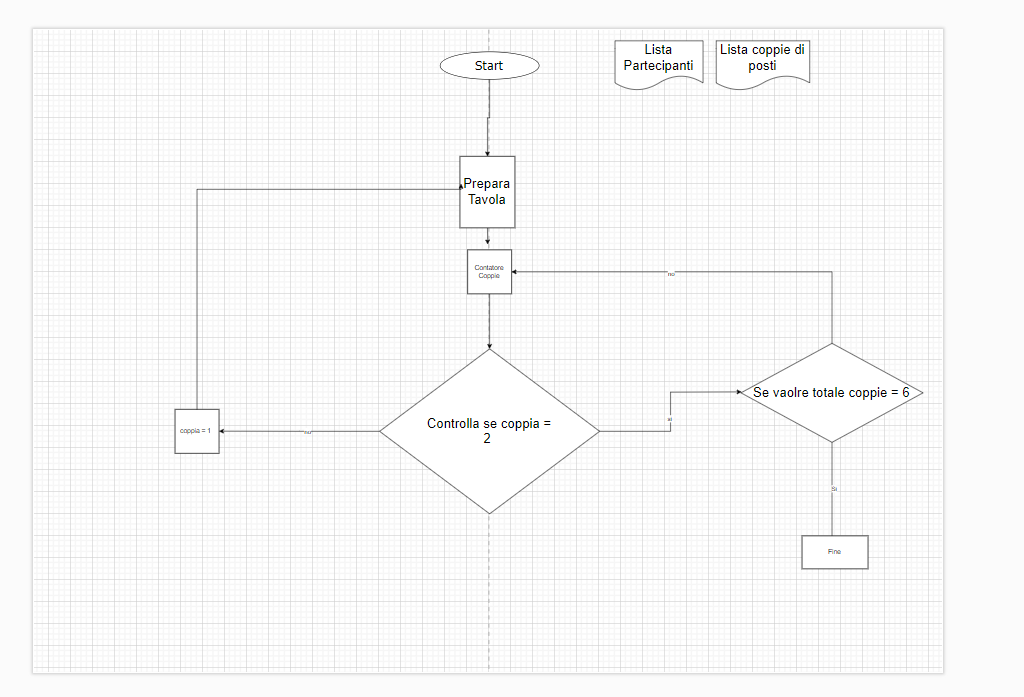 Start
Lista
Partecipanti
Lista coppie di
posti
Prepara
Tavola
Contatore
Coppie
no
Controlla se coppia =
2
si
Se vaolre totale coppie = 6
no
coppia = 1
Si
Fine